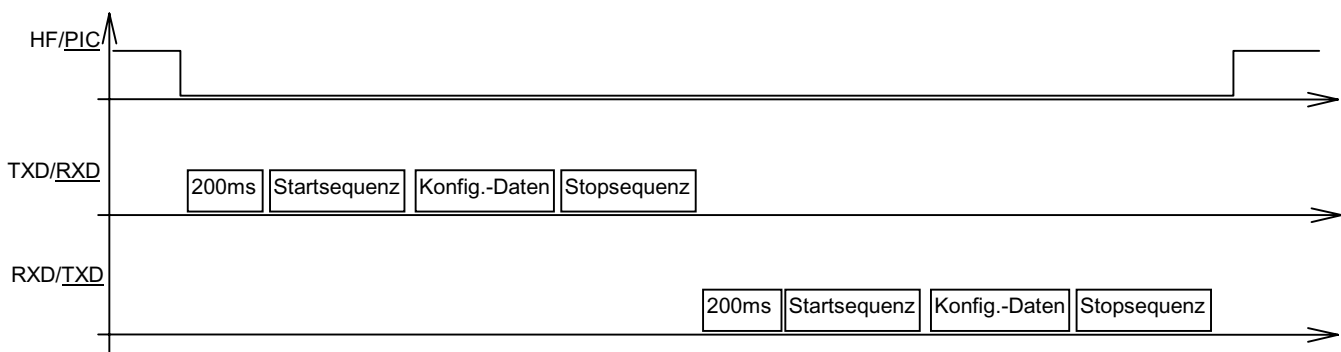 HF/PIC
TXD/RXD
200ms Startsequenz Konfig.-Daten Stopsequenz
RXD/TXD
200ms Startsequenz Konfig.-Daten Stopsequenz